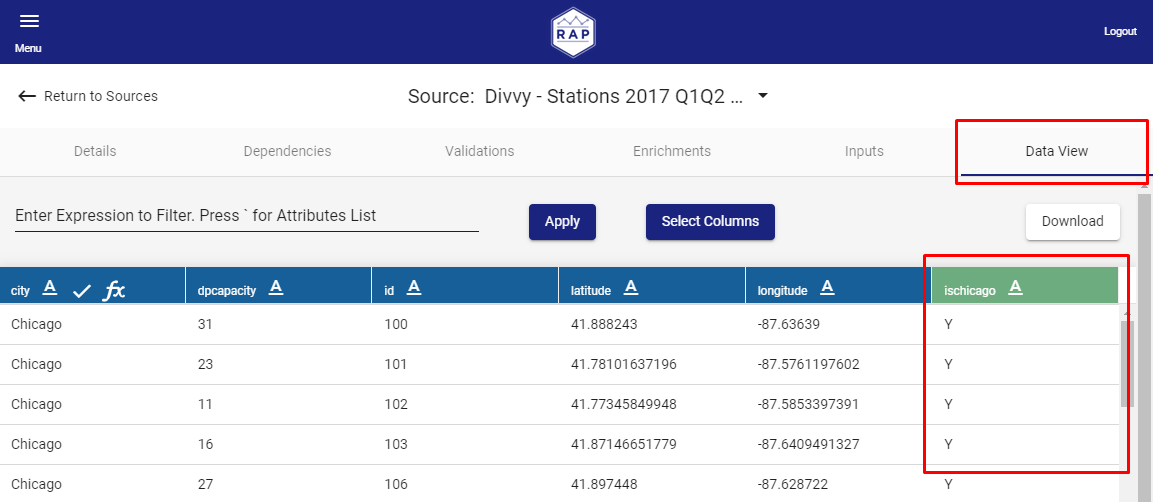 Menu
RAP
Logout
Return to Sources
Source: Divvy - Stations 2017 Q1Q2 ...
Details Dependencies Validations Enrichments Inputs Data View
Enter Expression to Filter. Press ` for Attributes List
Apply
Select Columns
Download
city A fx dpcapacity A id A latitude A longitude A ischicago A
Chicago 31 100 41.888243 -87.63639 Y
Chicago 23 101 41.78101637196 -87.5761197602 Y
Chicago 11 102 41.77345849948 -87.5853397391 Y
Chicago 16 103 41.87146651779 -87.6409491327 Y
Chicago 27 106 41.897448 -87.628722 Y